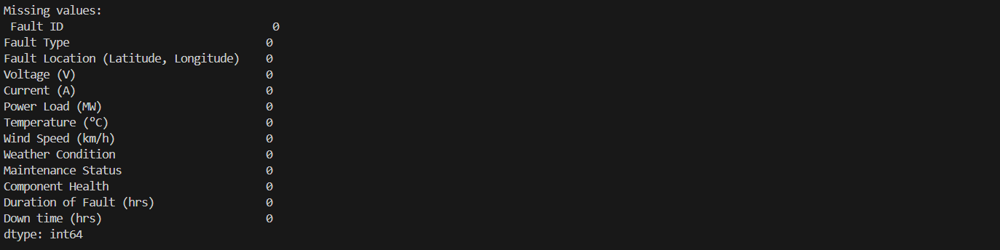 Missing values:
 Fault ID                                0
Fault Type                              0
Fault Location (Latitude, Longitude)    0
Voltage (V)                             0
Current (A)                             0
Power Load (MW)                         0
Temperature (°C)                        0
Wind Speed (km/h)                       0
Weather Condition                       0
Maintenance Status                      0
Component Health                        0
Duration of Fault (hrs)                 0
Down time (hrs)                         0
dtype: int64